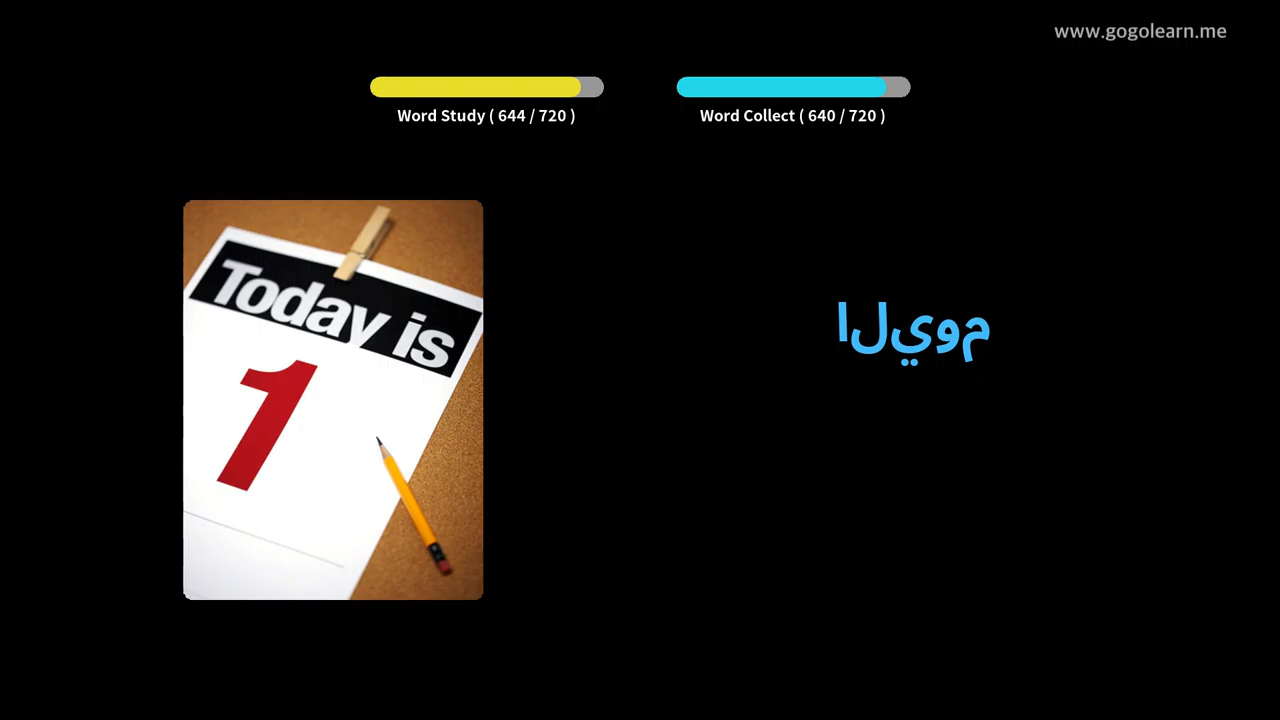 www.gogolearn.me
Word Study ( 644 / 720 )
Word Collect ( 640 / 720 )
Today is
1
اليوم